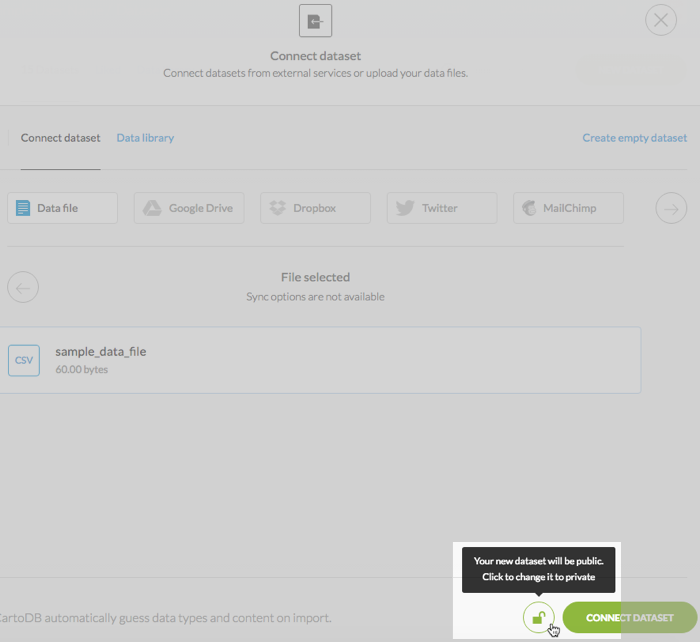 Connect dataset
Connect datasets from external services or upload your data files.
Connect dataset
Data library
Create empty dataset
Data file
Google Drive
Dropbox
Twitter
MailChimp
File selected
Sync options are not available
CSV
sample_data_file
60.00 bytes
Your new dataset will be public.
Click to change it to private
CartoDB automatically guess data types and content on import.
CONNECT DATASET